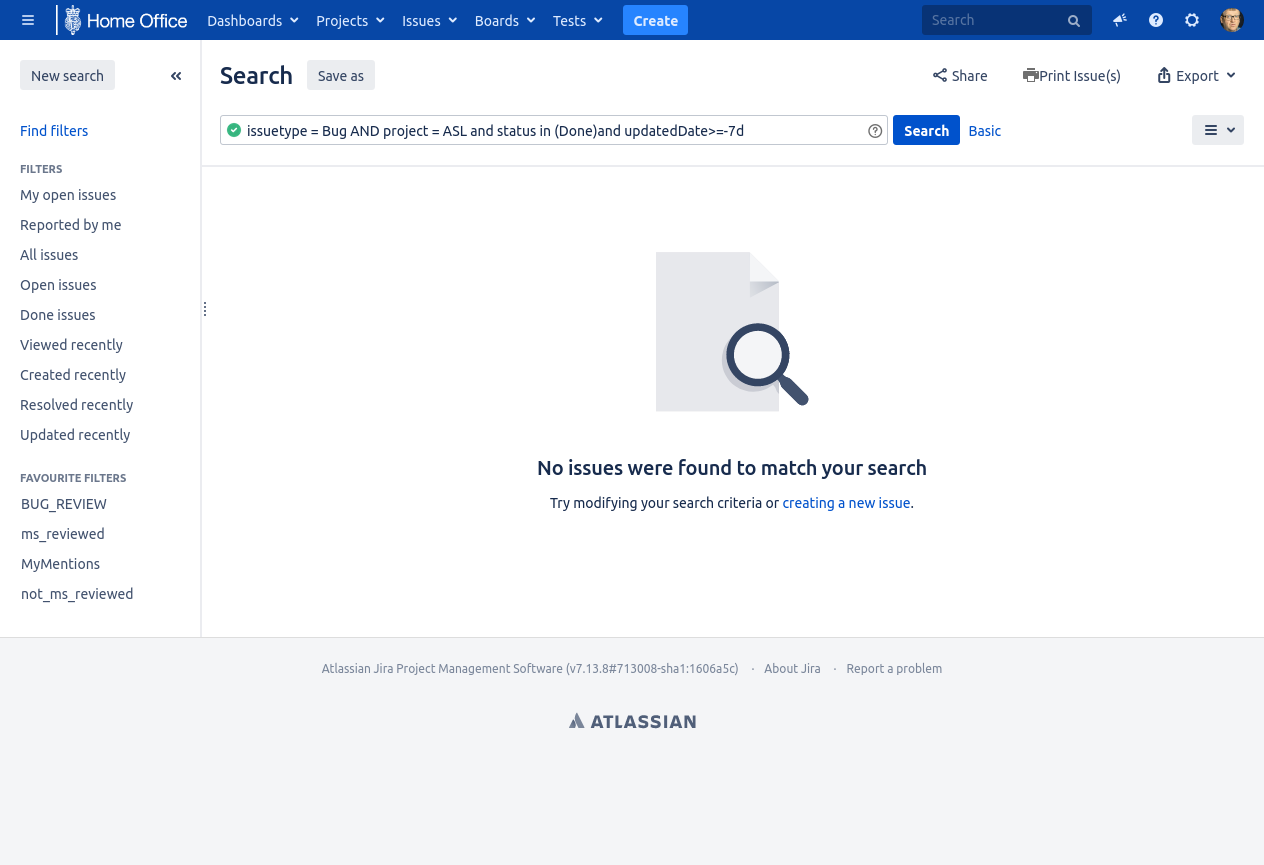 Home Office Dashboards Projects Issues Boards Tests Create Search
New search
Find filters
FILTERS
My open issues
Reported by me
All issues
Open issues
Done issues
Viewed recently
Created recently
Resolved recently
Updated recently
FAVOURITE FILTERS
BUG_REVIEW
ms_reviewed
MyMentions
not_ms_reviewed
Search Save as Share Print Issue(s) Export
issuetype = Bug AND project = ASL and status in (Done)and updatedDate>=-7d Search Basic
No issues were found to match your search
Try modifying your search criteria or creating a new issue.
Atlassian Jira Project Management Software (v7.13.8#713008-sha1:1606a5c) · About Jira · Report a problem
ATLASSIAN